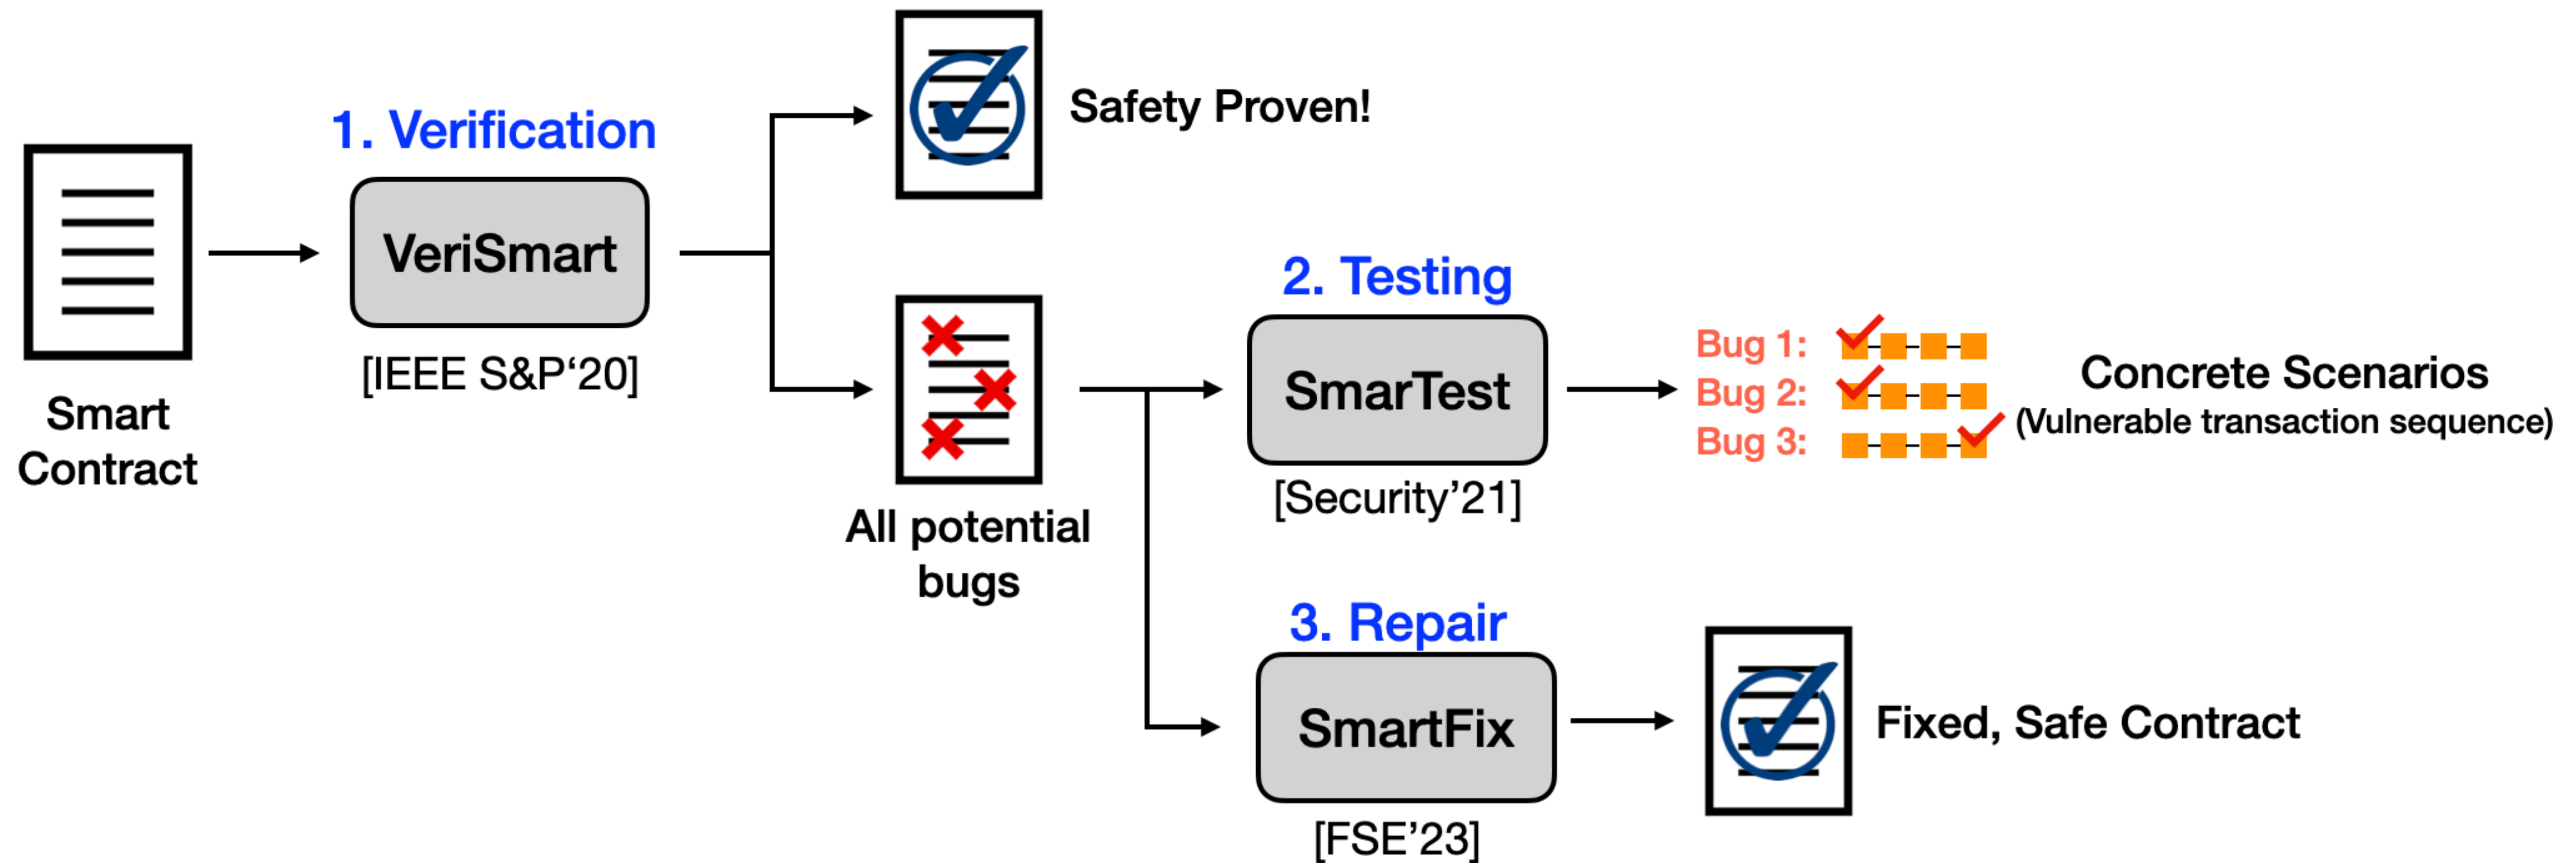 Smart
Contract
1. Verification
VeriSmart
[IEEE S&P‘20]
Safety Proven!
All potential
bugs
2. Testing
SmarTest
[Security’21]
Bug 1:
Bug 2:
Bug 3:
Concrete Scenarios
(Vulnerable transaction sequence)
3. Repair
SmartFix
[FSE’23]
Fixed, Safe Contract